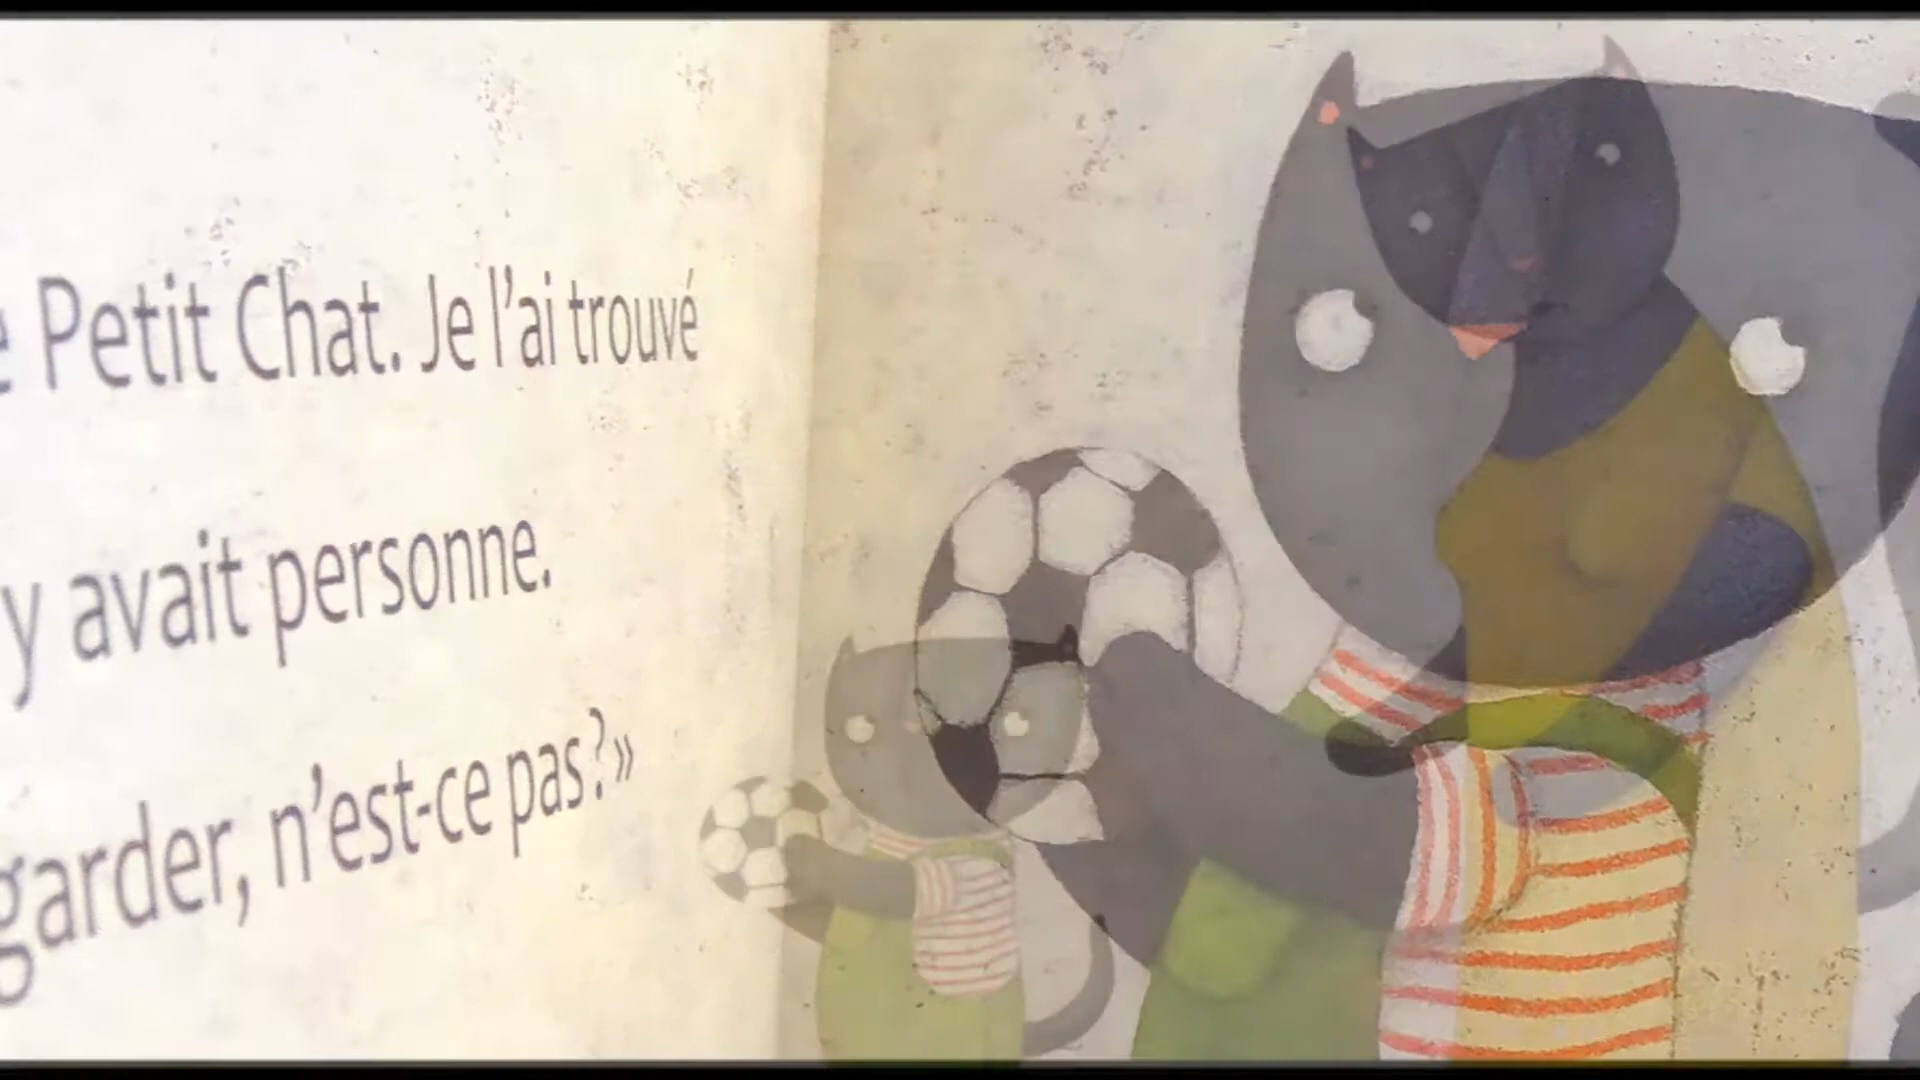 Petit Chat. Je l'ai trouvé
y avait personne.
garder, n'est-ce pas?»